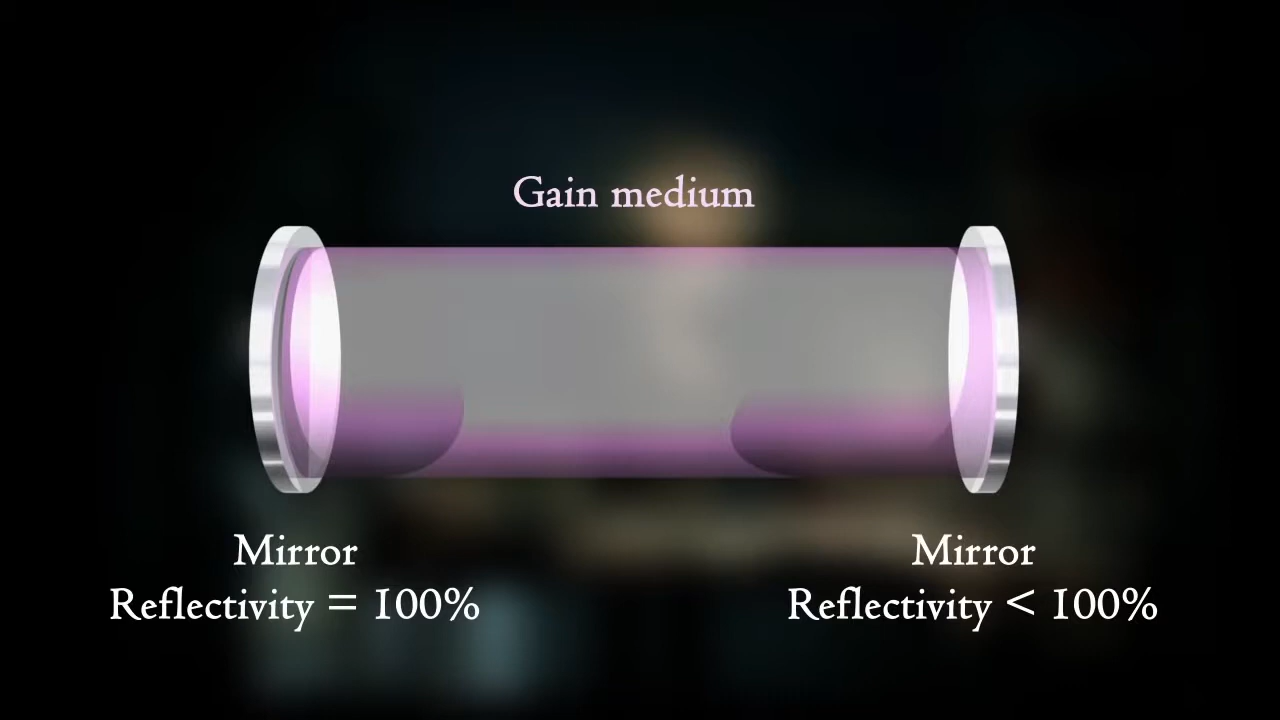 Gain medium
Mirror
Reflectivity = 100%
Mirror
Reflectivity < 100%